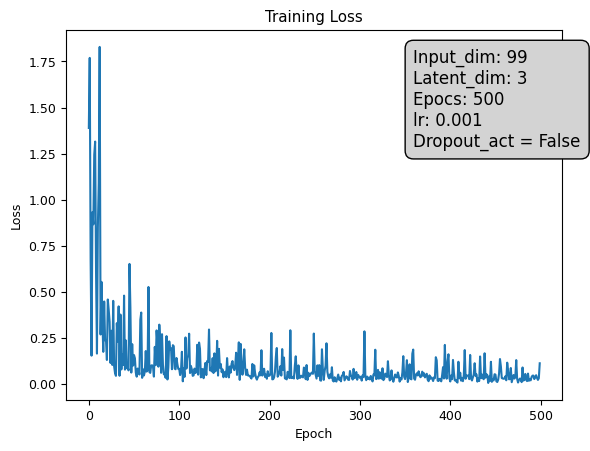 Training Loss
Input_dim: 99
Latent_dim: 3
Epocs: 500
lr: 0.001
Dropout_act = False
1.75
1.50
1.25
1.00
0.75
0.50
0.25
0.00
Loss
0 100 200 300 400 500
Epoch